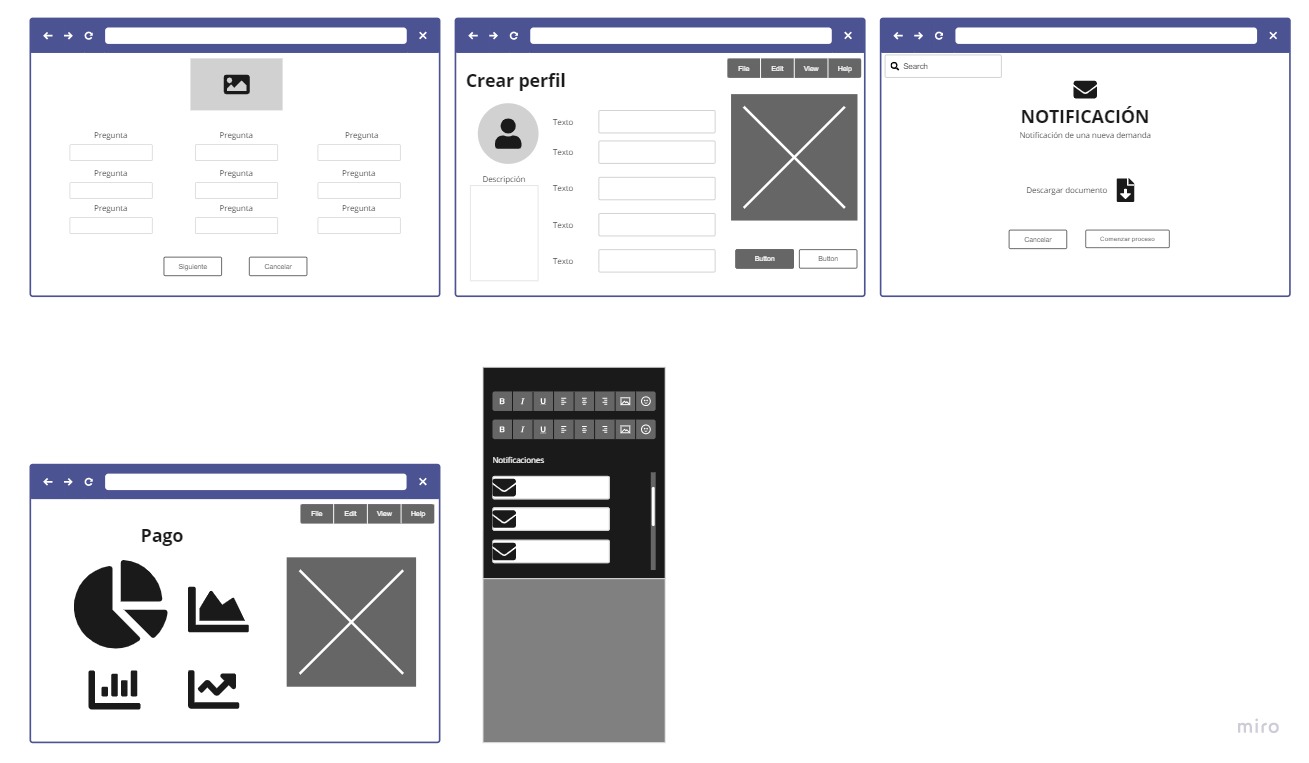 Pregunta Pregunta Pregunta
Pregunta Pregunta Pregunta
Pregunta Pregunta Pregunta
Siguiente Cancelar
File Edit View Help
Crear perfil
Texto
Texto
Descripción
Texto
Texto
Texto
Button Button
Search
NOTIFICACIÓN
Notificación de una nueva demanda
Descargar documento
Cancelar Comenzar proceso
File Edit View Help
Pago
B I U
B I U
Notificaciones
miro